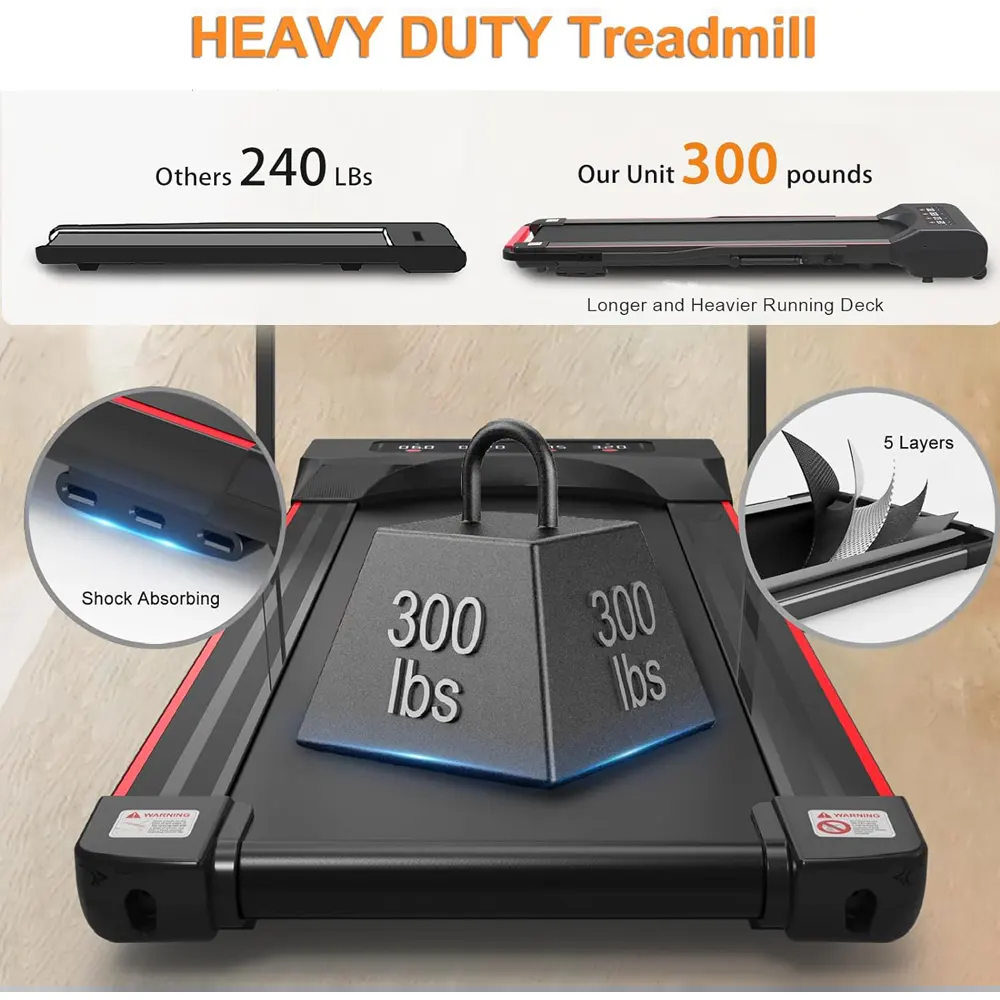 HEAVY DUTY Treadmill
Others 240 LBs
Our Unit 300 pounds
Longer and Heavier Running Deck
5 Layers
Shock Absorbing
300
lbs
300
lbs
WARNING
WARNING